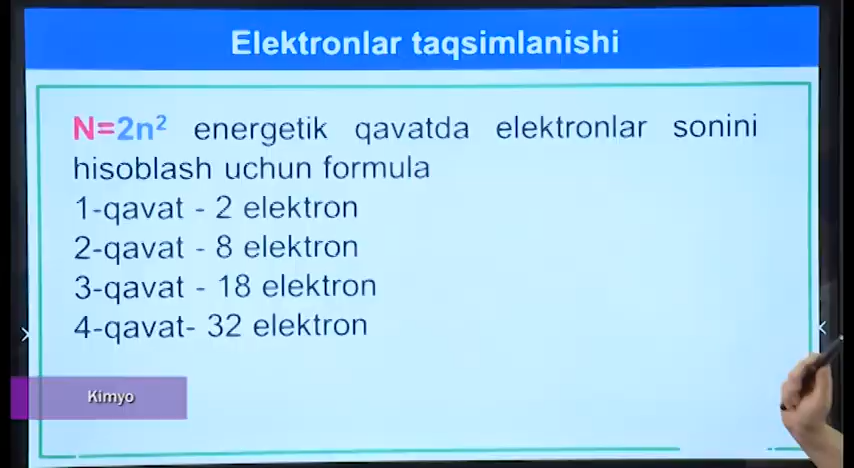 Elektronlar taqsimlanishi
N=2n² energetik qavatda elektronlar sonini
hisoblash uchun formula
1-qavat - 2 elektron
2-qavat - 8 elektron
3-qavat - 18 elektron
4-qavat- 32 elektron
Kimyo